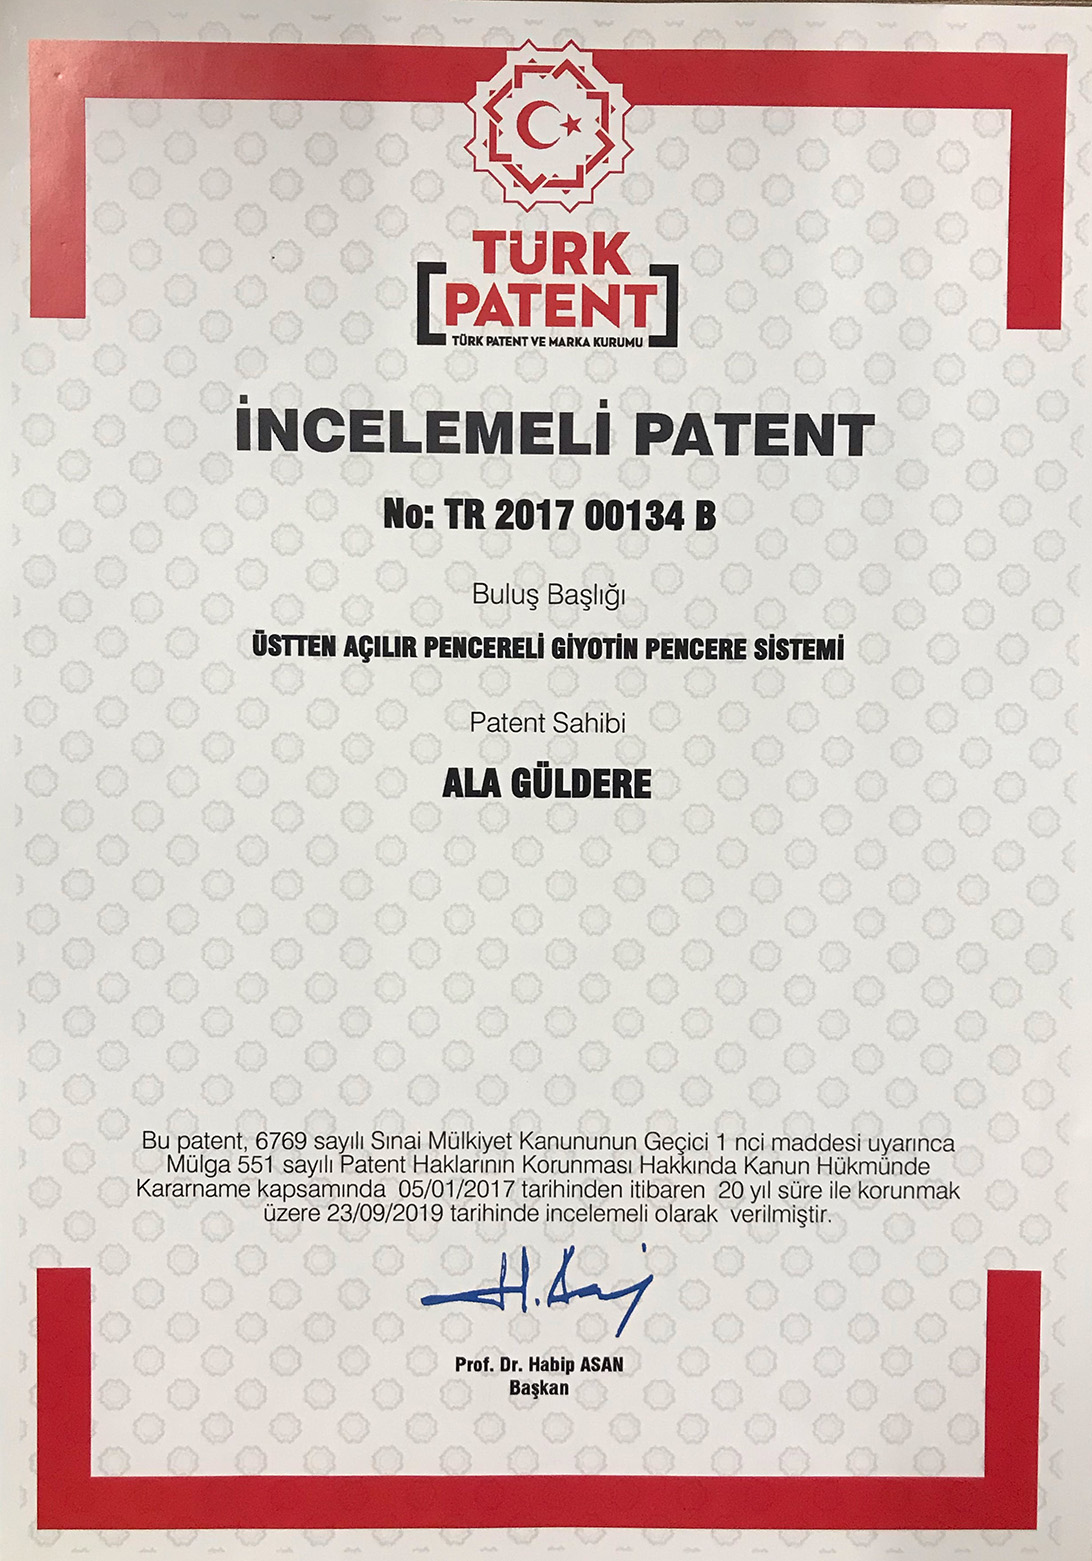 TÜRK
PATENT
TÜRK PATENT VE MARKA KURUMU
İNCELEMELİ PATENT
No: TR 2017 00134 B
Buluş Başlığı
ÜSTTEN AÇILIR PENCERELİ GİYOTİN PENCERE SİSTEMİ
Patent Sahibi
ALA GÜLDERE
Bu patent, 6769 sayılı Sınai Mülkiyet Kanununun Geçici 1 nci maddesi uyarınca
Mülga 551 sayılı Patent Haklarının Korunması Hakkında Kanun Hükmünde
Kararname kapsamında 05/01/2017 tarihinden itibaren 20 yıl süre ile korunmak
üzere 23/09/2019 tarihinde incelemeli olarak verilmiştir.
Prof. Dr. Habip ASAN
Başkan